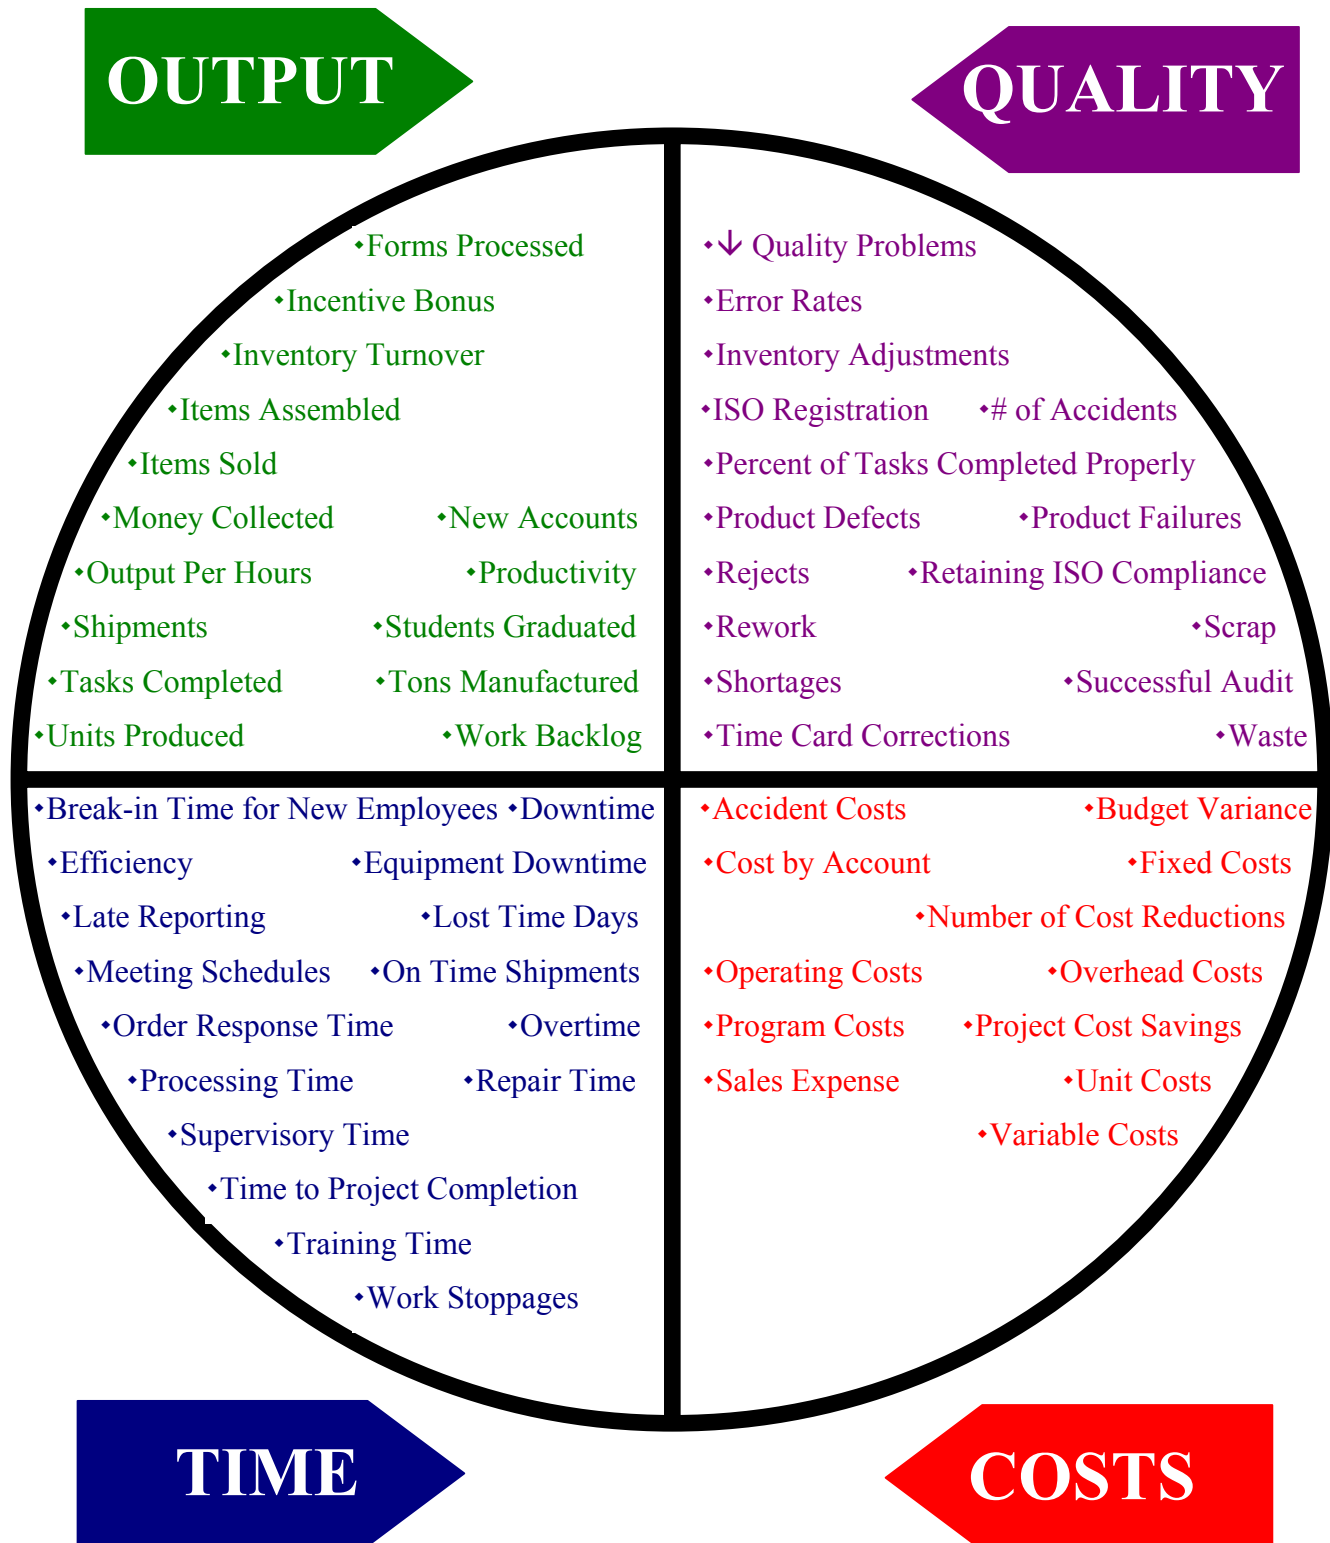 OUTPUT
QUALITY
•Forms Processed
•Incentive Bonus
•Inventory Turnover
•Items Assembled
•Items Sold
•Money Collected •New Accounts
•Output Per Hours •Productivity
•Shipments •Students Graduated
•Tasks Completed •Tons Manufactured
•Units Produced •Work Backlog
•↓ Quality Problems
•Error Rates
•Inventory Adjustments
•ISO Registration •# of Accidents
•Percent of Tasks Completed Properly
•Product Defects •Product Failures
•Rejects •Retaining ISO Compliance
•Rework •Scrap
•Shortages •Successful Audit
•Time Card Corrections •Waste
•Break-in Time for New Employees •Downtime
•Efficiency •Equipment Downtime
•Late Reporting •Lost Time Days
•Meeting Schedules •On Time Shipments
•Order Response Time •Overtime
•Processing Time •Repair Time
•Supervisory Time
•Time to Project Completion
•Training Time
•Work Stoppages
•Accident Costs •Budget Variance
•Cost by Account •Fixed Costs
•Number of Cost Reductions
•Operating Costs •Overhead Costs
•Program Costs •Project Cost Savings
•Sales Expense •Unit Costs
•Variable Costs
TIME
COSTS